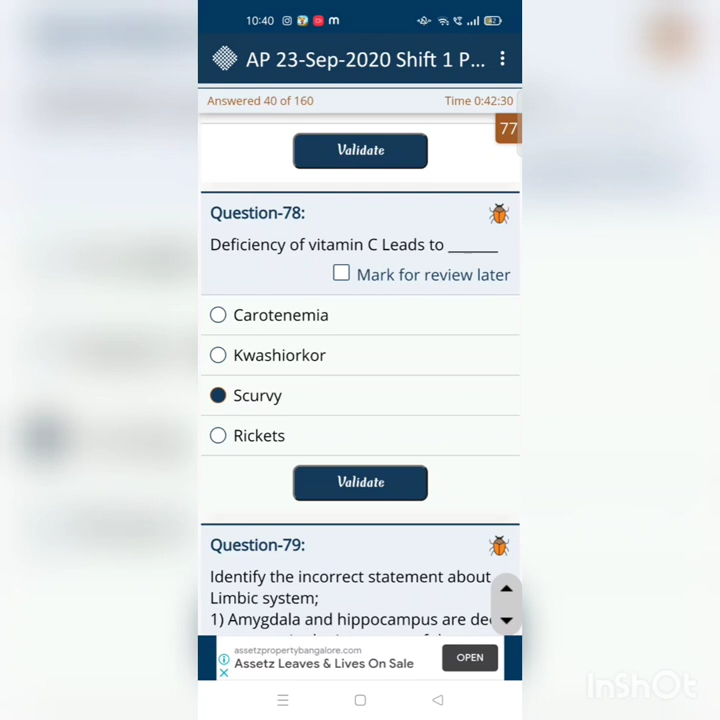 10:40
AP 23-Sep-2020 Shift 1 P...
Answered 40 of 160 Time 0:42:30
77
Validate
Question-78:
Deficiency of vitamin C Leads to ______
Mark for review later
Carotenemia
Kwashiorkor
Scurvy
Rickets
Validate
Question-79:
Identify the incorrect statement about
Limbic system;
1) Amygdala and hippocampus are
assetzpropertybangalore.com
Assetz Leaves & Lives On Sale
OPEN
InShOt